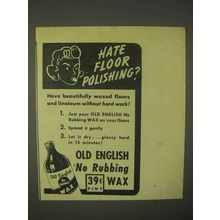 HATE
FLOOR
POLISHING?
Have beautifully waxed floors
and linoleum without hard work!
1. Just pour OLD ENGLISH No
Rubbing WAX on your floors
2. Spread it gently
3. Let it dry...glossy hard
in 15 minutes!
OLD ENGLISH
No Rubbing
39¢ WAX
PINT